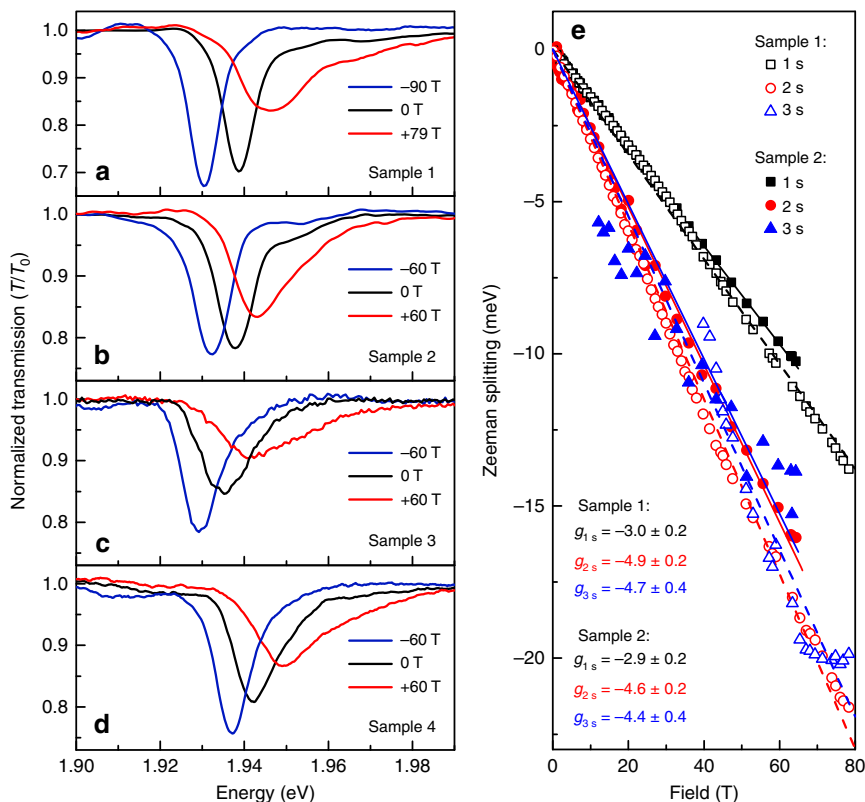 1.0
0.9
0.8
0.7
–90 T
0 T
+79 T
a
Sample 1
1.0
0.9
0.8
–60 T
0 T
+60 T
b
Sample 2
1.0
0.9
0.8
–60 T
0 T
+60 T
c
Sample 3
1.0
0.9
0.8
–60 T
0 T
+60 T
d
Sample 4
1.90 1.92 1.94 1.96 1.98
Energy (eV)
Normalized transmission (T/T0)
e
0
–5
–10
–15
–20
Zeeman splitting (meV)
Sample 1:
1 s
2 s
3 s
Sample 2:
1 s
2 s
3 s
Sample 1:
g1 s = –3.0 ± 0.2
g2 s = –4.9 ± 0.2
g3 s = –4.7 ± 0.4
Sample 2:
g1 s = –2.9 ± 0.2
g2 s = –4.6 ± 0.2
g3 s = –4.4 ± 0.4
0 20 40 60 80
Field (T)